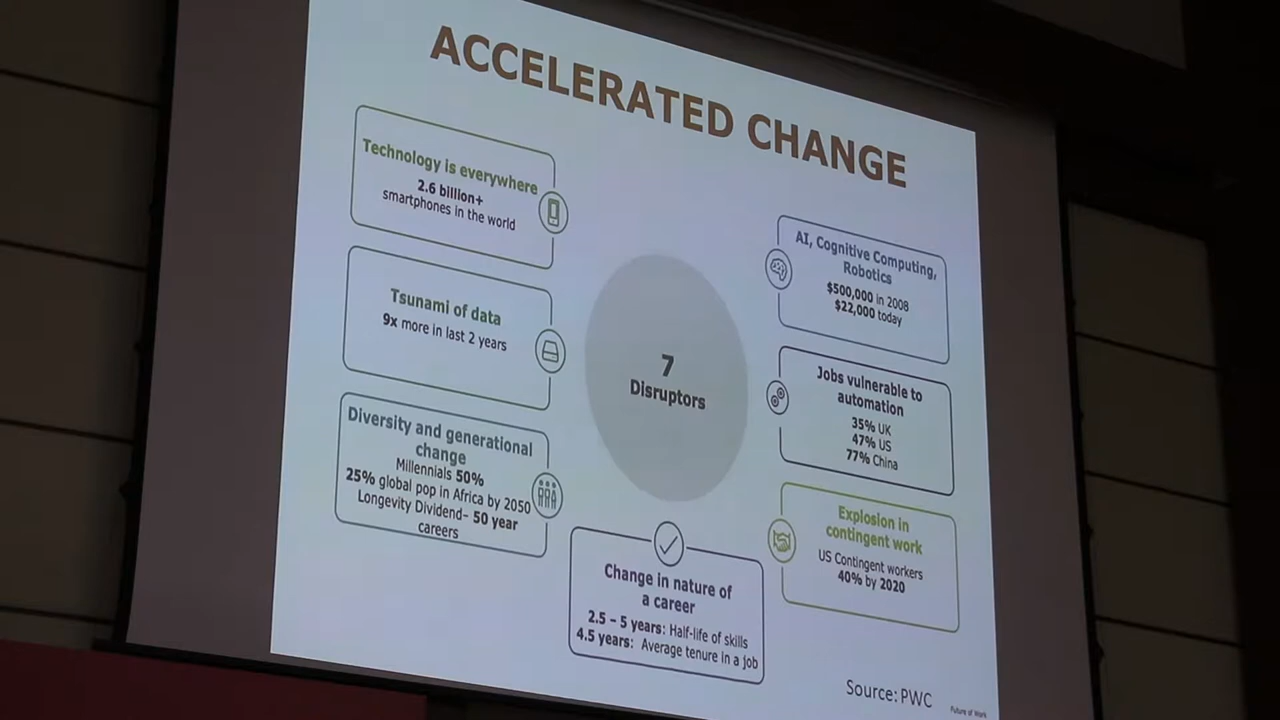 ACCELERATED CHANGE
Technology is everywhere
2.6 billion+
smartphones in the world
Tsunami of data
9x more in last 2 years
Diversity and generational
change
Millennials 50%
25% global pop in Africa by 2050
Longevity Dividend– 50 year
careers
7
Disruptors
Change in nature of
a career
2.5 – 5 years: Half-life of skills
4.5 years: Average tenure in a job
AI, Cognitive Computing,
Robotics
$500,000 in 2008
$22,000 today
Jobs vulnerable to
automation
35% UK
47% US
77% China
Explosion in
contingent work
US Contingent workers
40% by 2020
Source: PWC
Future of Work